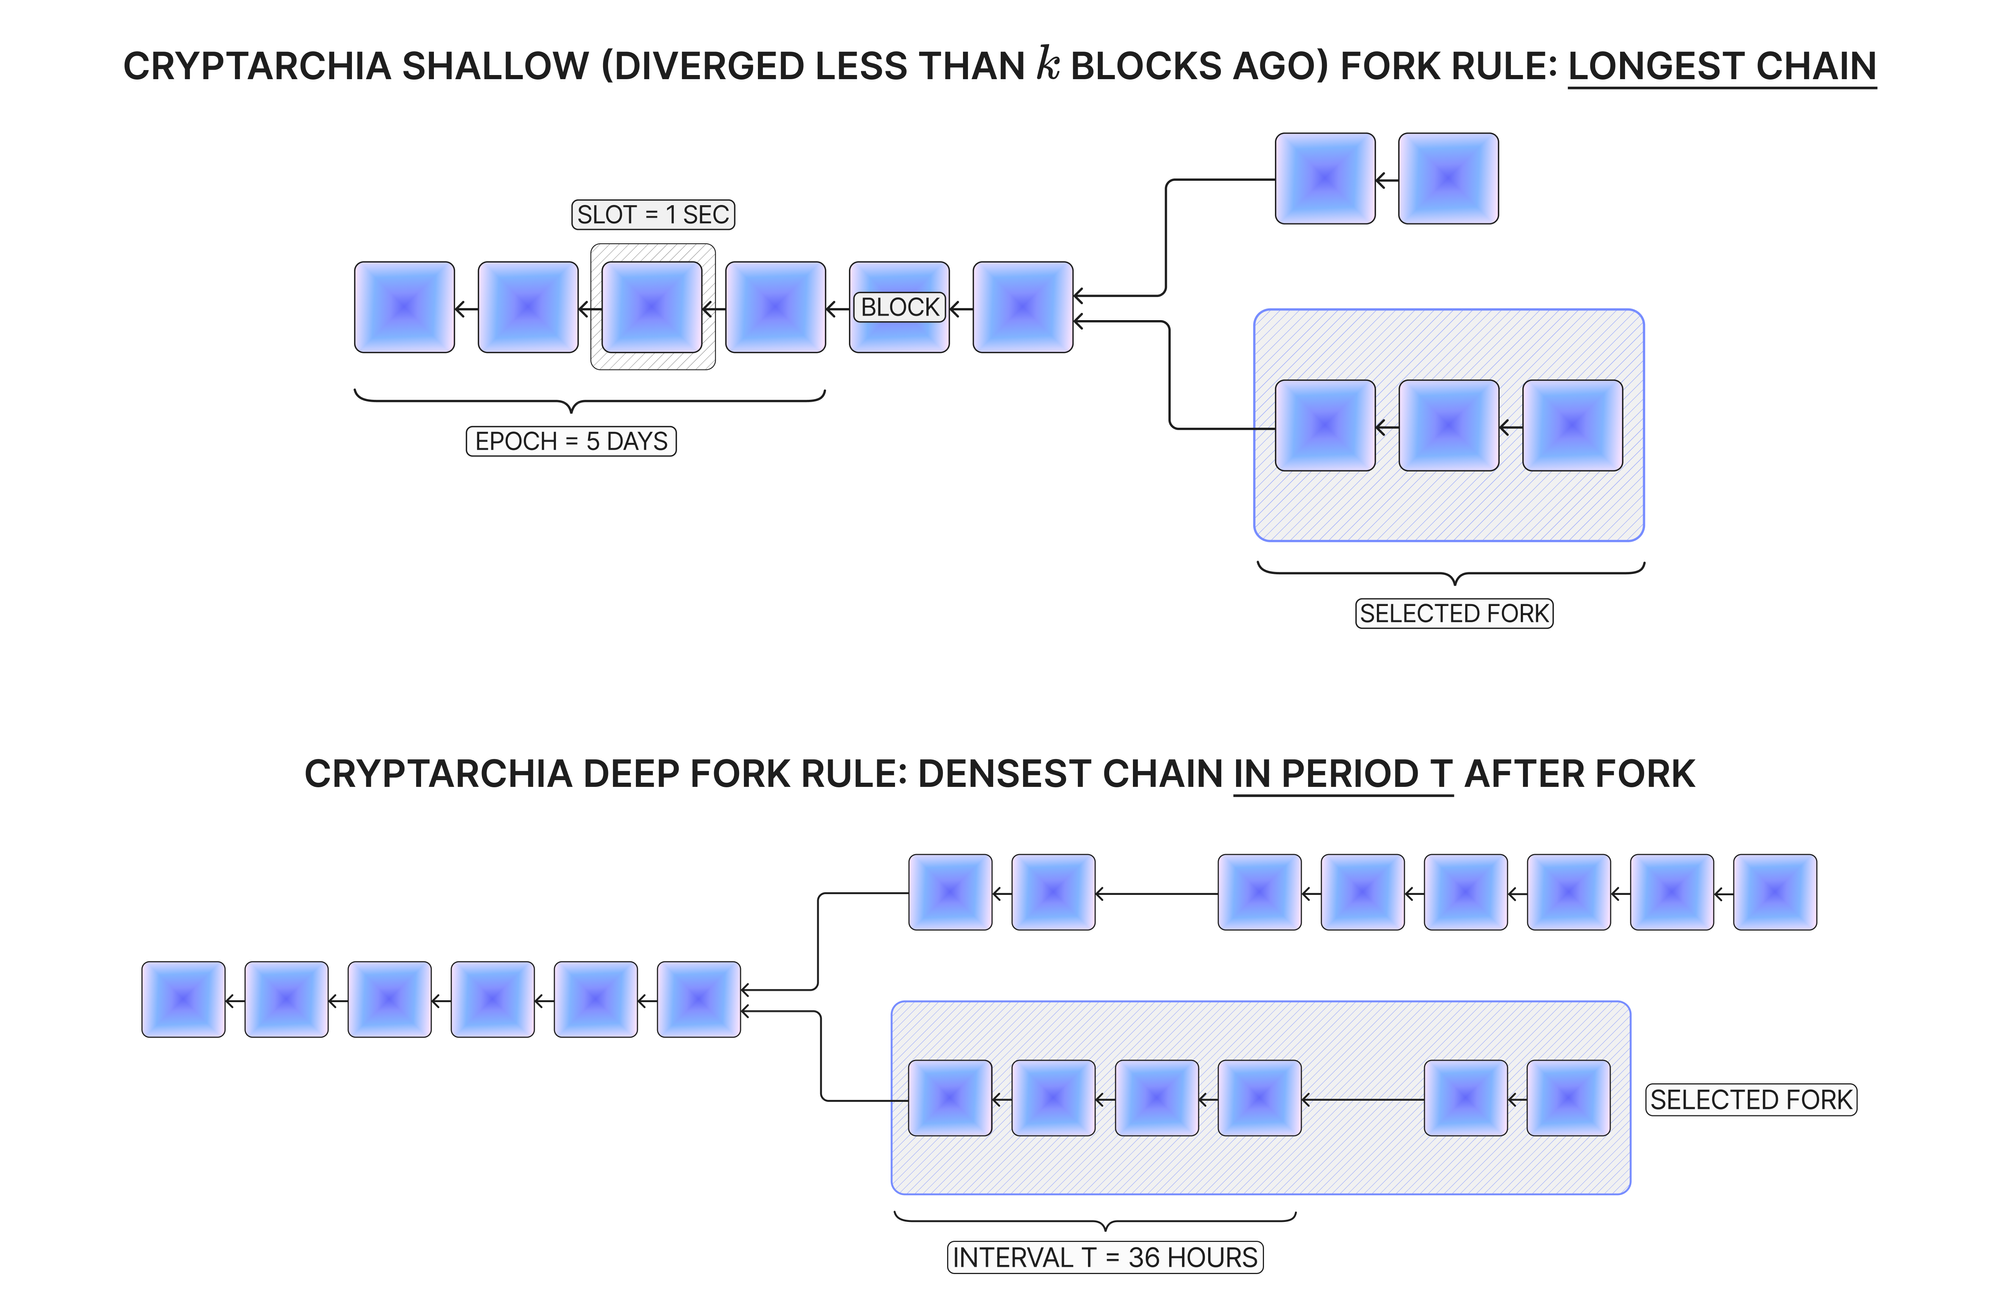 CRYPTARCHIA SHALLOW (DIVERGED LESS THAN k BLOCKS AGO) FORK RULE: LONGEST CHAIN
SLOT = 1 SEC
BLOCK
EPOCH = 5 DAYS
SELECTED FORK
CRYPTARCHIA DEEP FORK RULE: DENSEST CHAIN IN PERIOD T AFTER FORK
SELECTED FORK
INTERVAL T = 36 HOURS